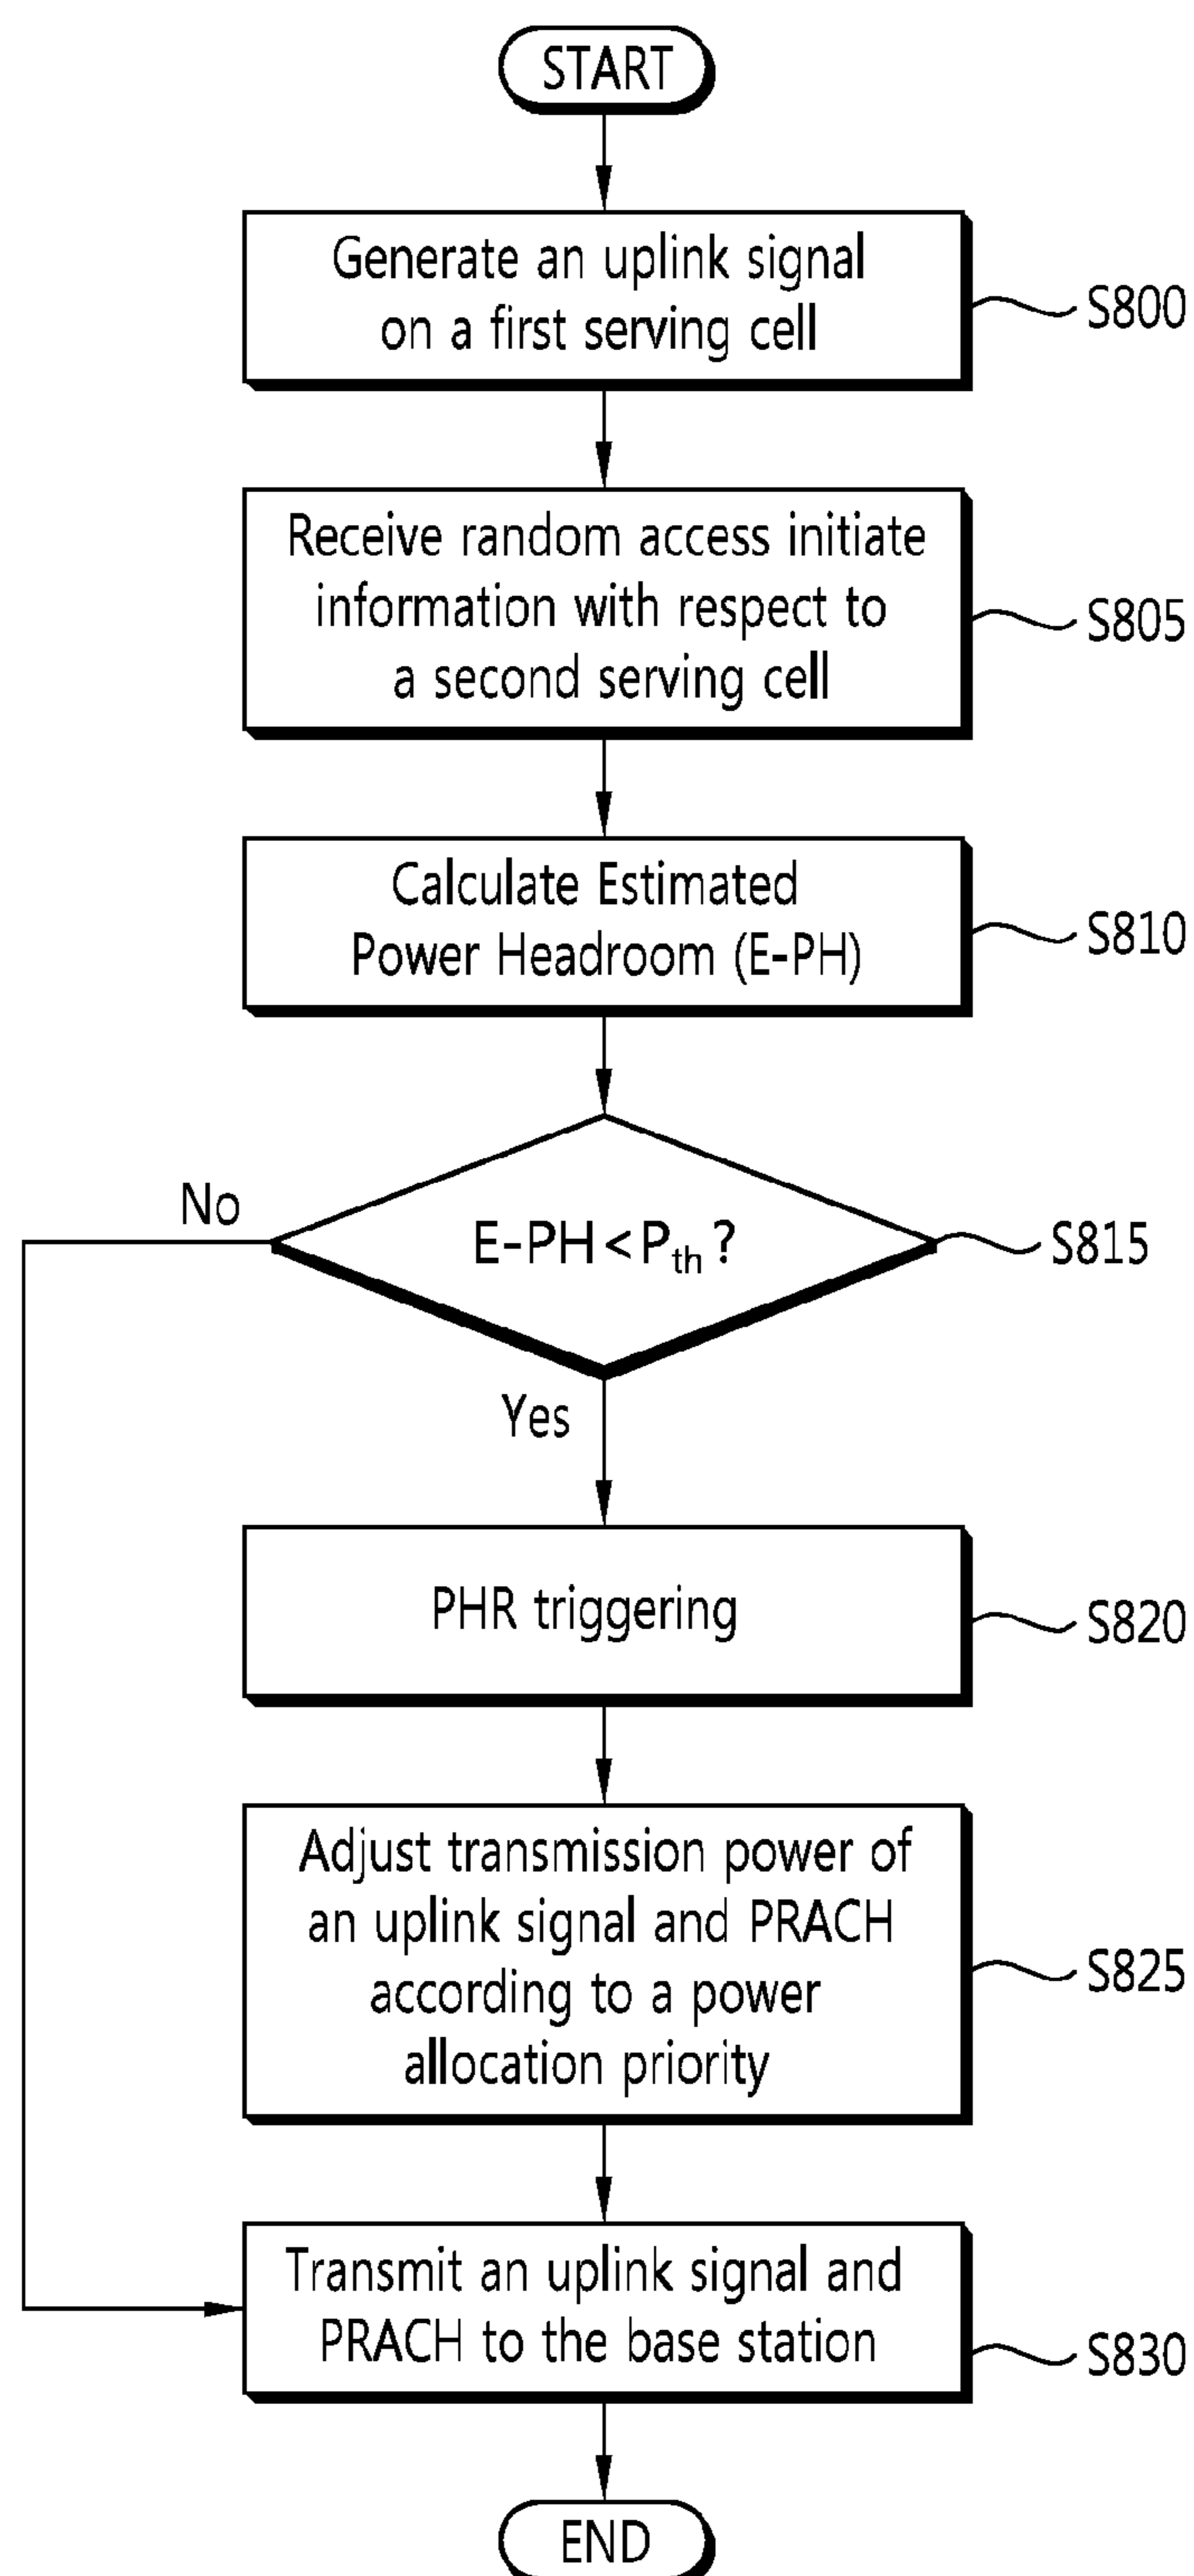 START
Generate an uplink signal
on a first serving cell
S800
Receive random access initiate
information with respect to
a second serving cell
S805
Calculate Estimated
Power Headroom (E-PH)
S810
No
E-PH<Pth ?
S815
Yes
PHR triggering
S820
Adjust transmission power of
an uplink signal and PRACH
according to a power
allocation priority
S825
Transmit an uplink signal and
PRACH to the base station
S830
END